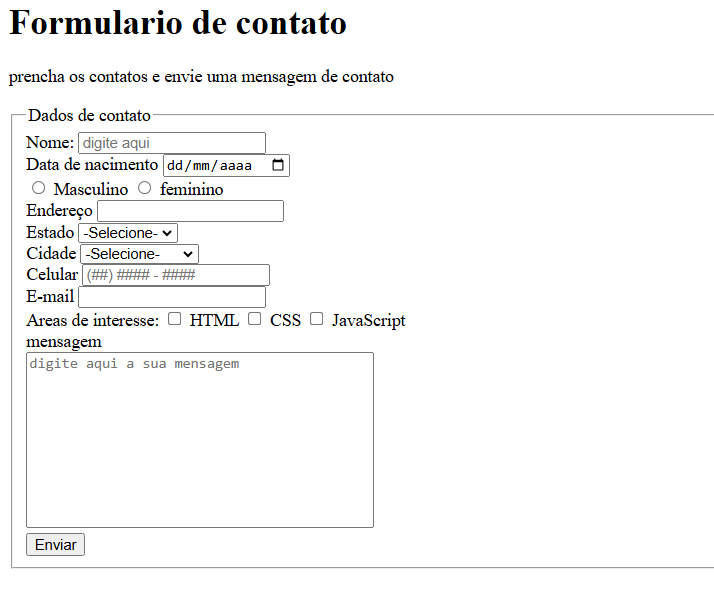 Formulario de contato
prencha os contatos e envie uma mensagem de contato
Dados de contato
Nome: digite aqui
Data de nacimento dd/mm/aaaa
Masculino feminino
Endereço
Estado -Selecione-
Cidade -Selecione-
Celular (##) #### - ####
E-mail
Areas de interesse: HTML CSS JavaScript
mensagem
digite aqui a sua mensagem
Enviar